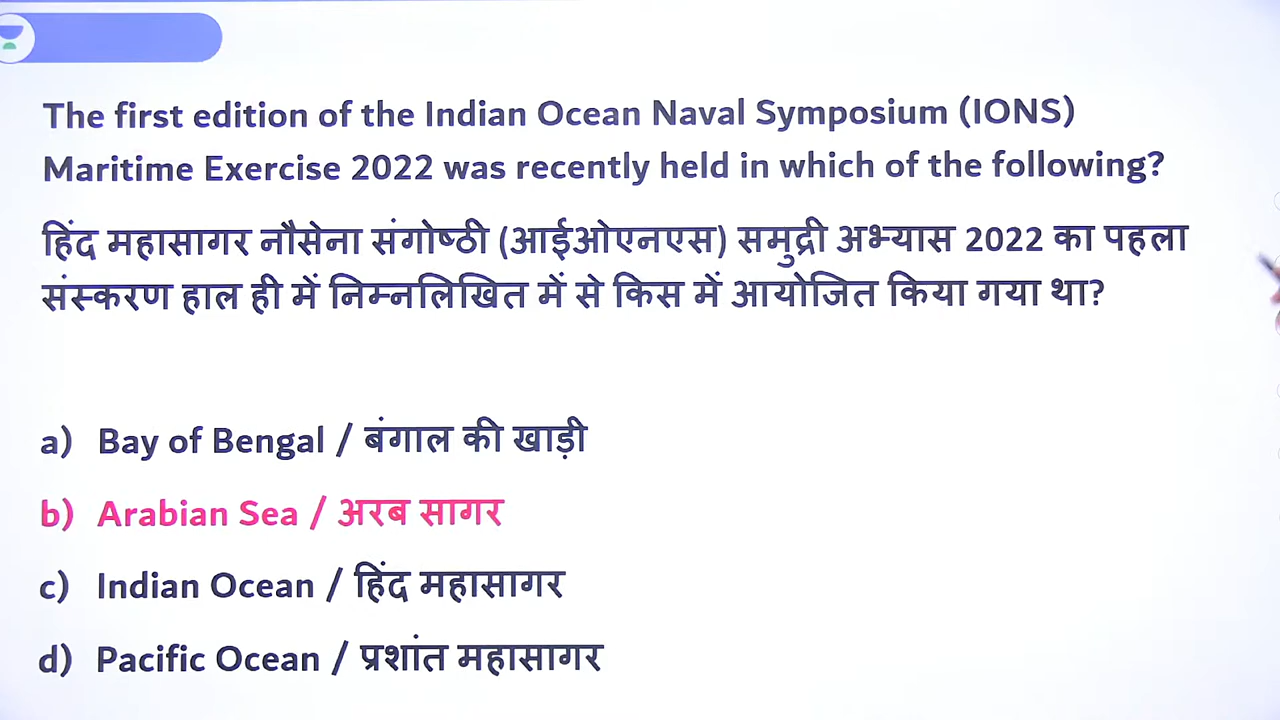 The first edition of the Indian Ocean Naval Symposium (IONS)
Maritime Exercise 2022 was recently held in which of the following?
हिंद महासागर नौसेना संगोष्ठी (आईओएनएस) समुद्री अभ्यास 2022 का पहला
संस्करण हाल ही में निम्नलिखित में से किस में आयोजित किया गया था?
a) Bay of Bengal / बंगाल की खाड़ी
b) Arabian Sea / अरब सागर
c) Indian Ocean / हिंद महासागर
d) Pacific Ocean / प्रशांत महासागर